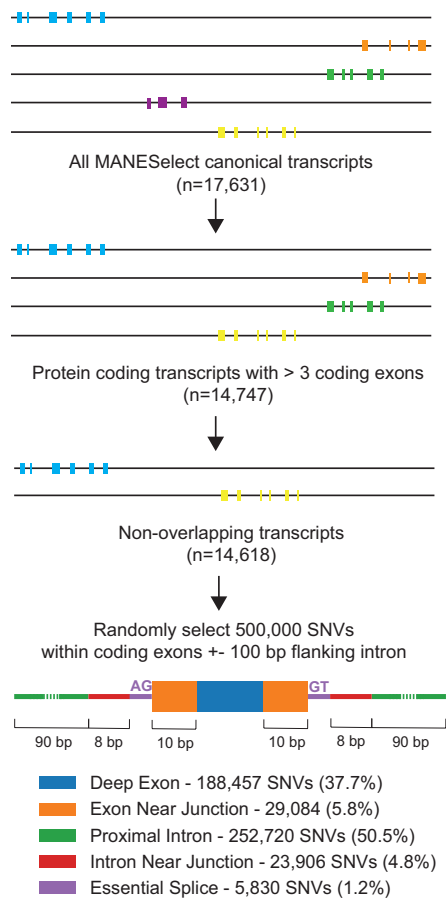 All MANESelect canonical transcripts
(n=17,631)
Protein coding transcripts with > 3 coding exons
(n=14,747)
Non-overlapping transcripts
(n=14,618)
Randomly select 500,000 SNVs
within coding exons +- 100 bp flanking intron
AG GT
90 bp 8 bp 10 bp 10 bp 8 bp 90 bp
Deep Exon - 188,457 SNVs (37.7%)
Exon Near Junction - 29,084 (5.8%)
Proximal Intron - 252,720 SNVs (50.5%)
Intron Near Junction - 23,906 SNVs (4.8%)
Essential Splice - 5,830 SNVs (1.2%)